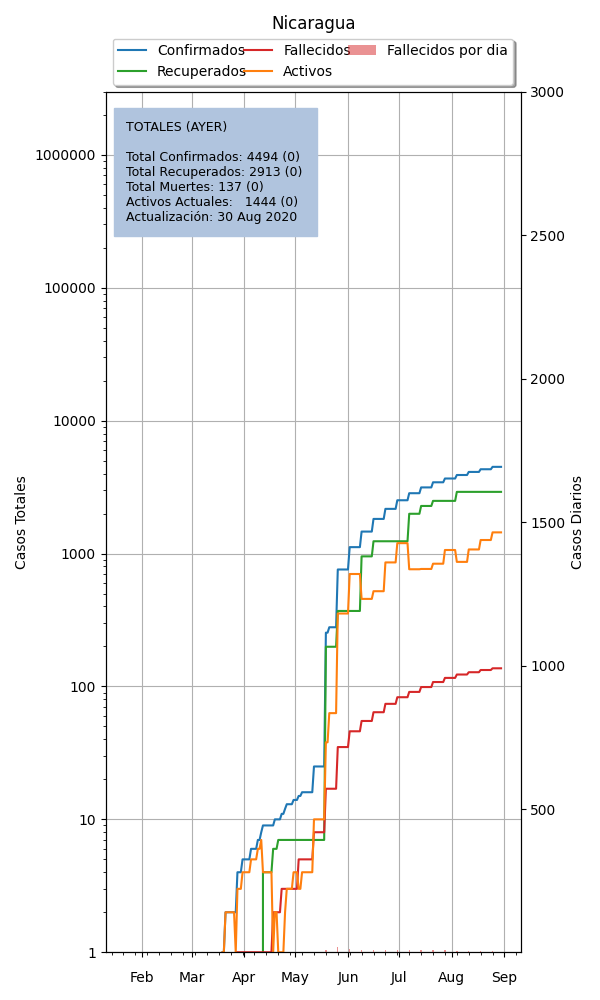 Nicaragua
Confirmados Fallecidos Fallecidos por dia
Recuperados Activos
TOTALES (AYER)
Total Confirmados: 4494 (0)
Total Recuperados: 2913 (0)
Total Muertes: 137 (0)
Activos Actuales: 1444 (0)
Actualización: 30 Aug 2020
Casos Totales
1000000
100000
10000
1000
100
10
1
3000
2500
2000
1500
1000
500
Casos Diarios
Feb Mar Apr May Jun Jul Aug Sep